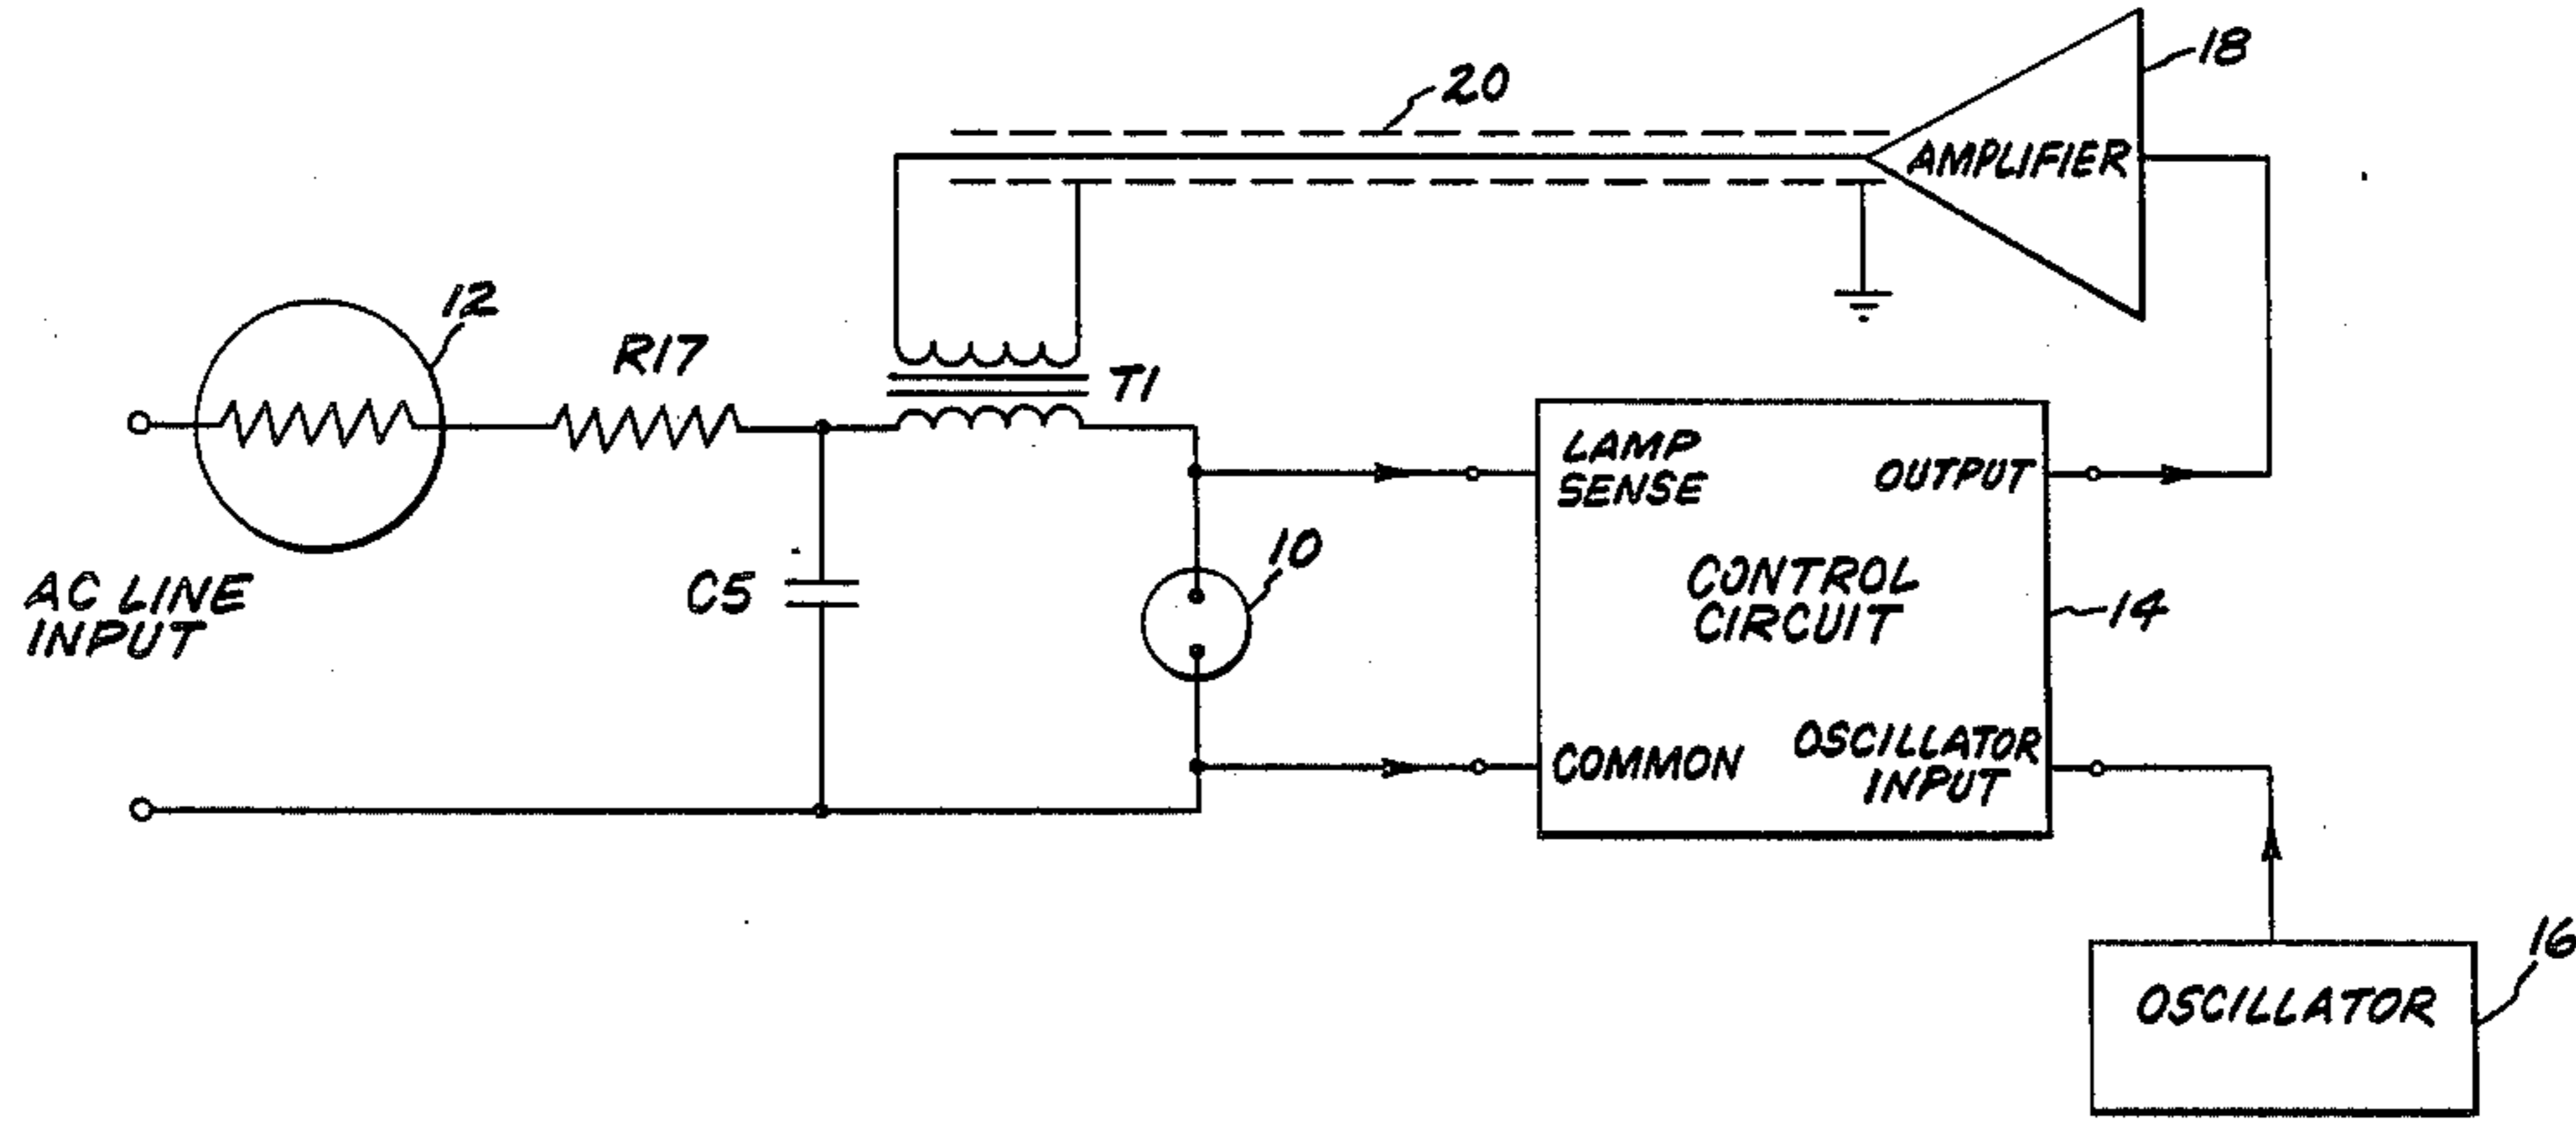 18
20
AMPLIFIER
12
R17
T1
LAMP
SENSE
OUTPUT
10
AC LINE
INPUT
C5
CONTROL
CIRCUIT
14
COMMON
OSCILLATOR
INPUT
16
OSCILLATOR